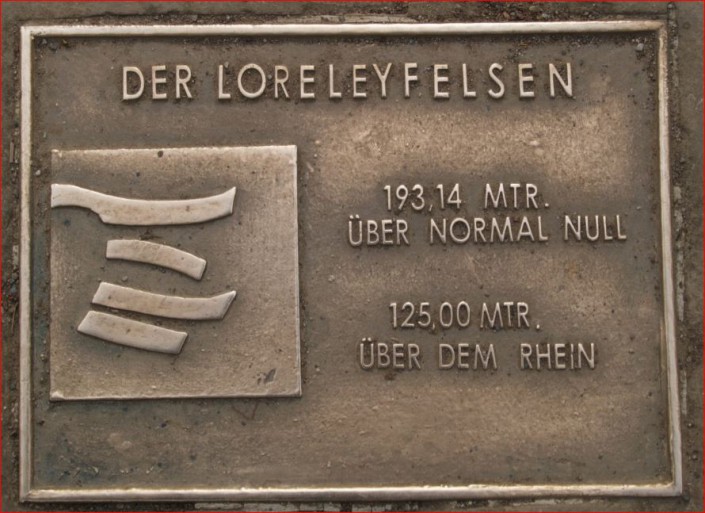 DER LORELEYFELSEN
193,14 MTR.
ÜBER NORMAL NULL
125,00 MTR.
ÜBER DEM RHEIN